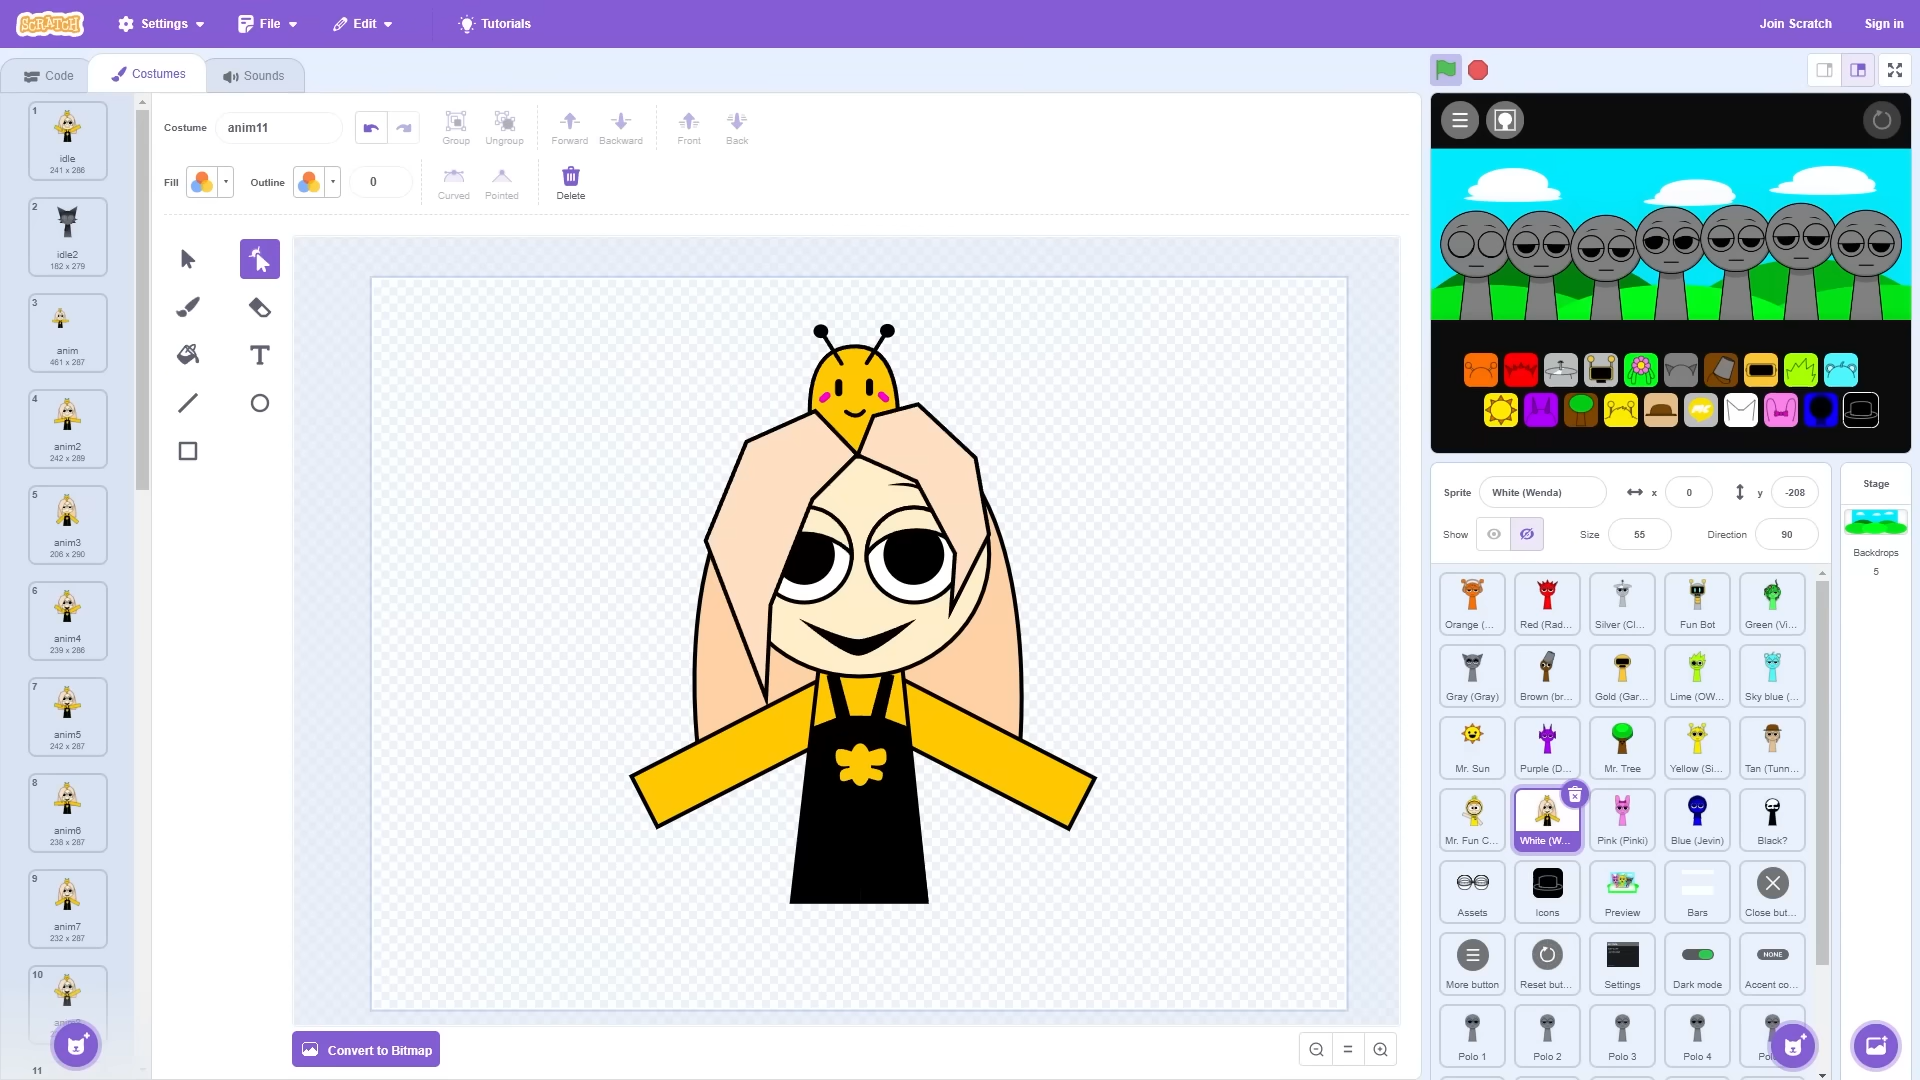 SCRATCH
Settings
File
Edit
Tutorials
Join Scratch
Sign in
Code
Costumes
Sounds
1
idle
241 x 286
2
idle2
182 x 279
3
anim
461 x 287
4
anim2
242 x 289
5
anim3
206 x 290
6
anim4
239 x 286
7
anim5
242 x 287
8
anim6
238 x 287
9
anim7
232 x 287
10
11
Costume
anim11
Group
Ungroup
Forward
Backward
Front
Back
Fill
Outline
0
Curved
Pointed
Delete
T
Convert to Bitmap
Sprite
White (Wenda)
x
0
y
-208
Show
Size
55
Direction
90
Orange (...
Red (Rad...
Silver (Cl...
Fun Bot
Green (Vi...
Gray (Gray)
Brown (br...
Gold (Gar...
Lime (OW...
Sky blue (...
Mr. Sun
Purple (D...
Mr. Tree
Yellow (Si...
Tan (Tunn...
Mr. Fun C...
White (W...
Pink (Pinki)
Blue (Jevin)
Black?
Assets
Icons
Preview
Bars
Close but...
More button
Reset but...
Settings
Dark mode
NONE
Accent co...
Polo 1
Polo 2
Polo 3
Polo 4
Stage
Backdrops
5